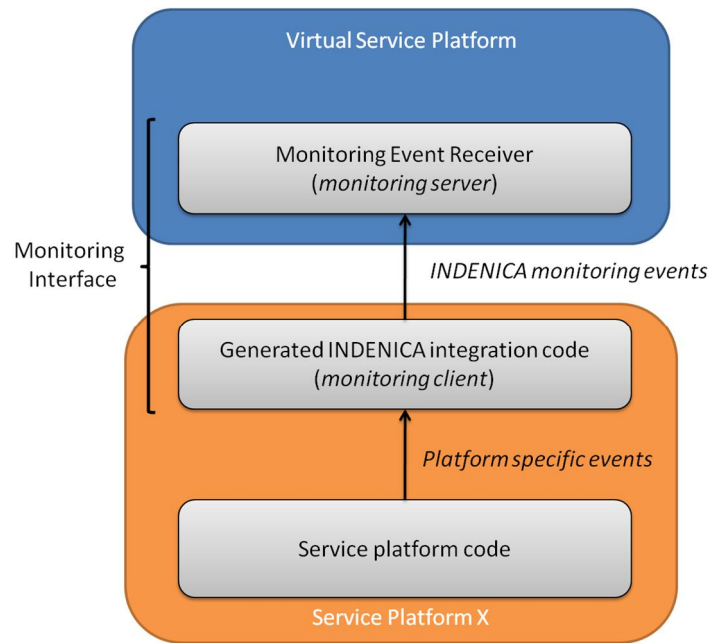 Virtual Service Platform
Monitoring Event Receiver
(monitoring server)
Monitoring
Interface
INDENICA monitoring events
Generated INDENICA integration code
(monitoring client)
Platform specific events
Service platform code
Service Platform X